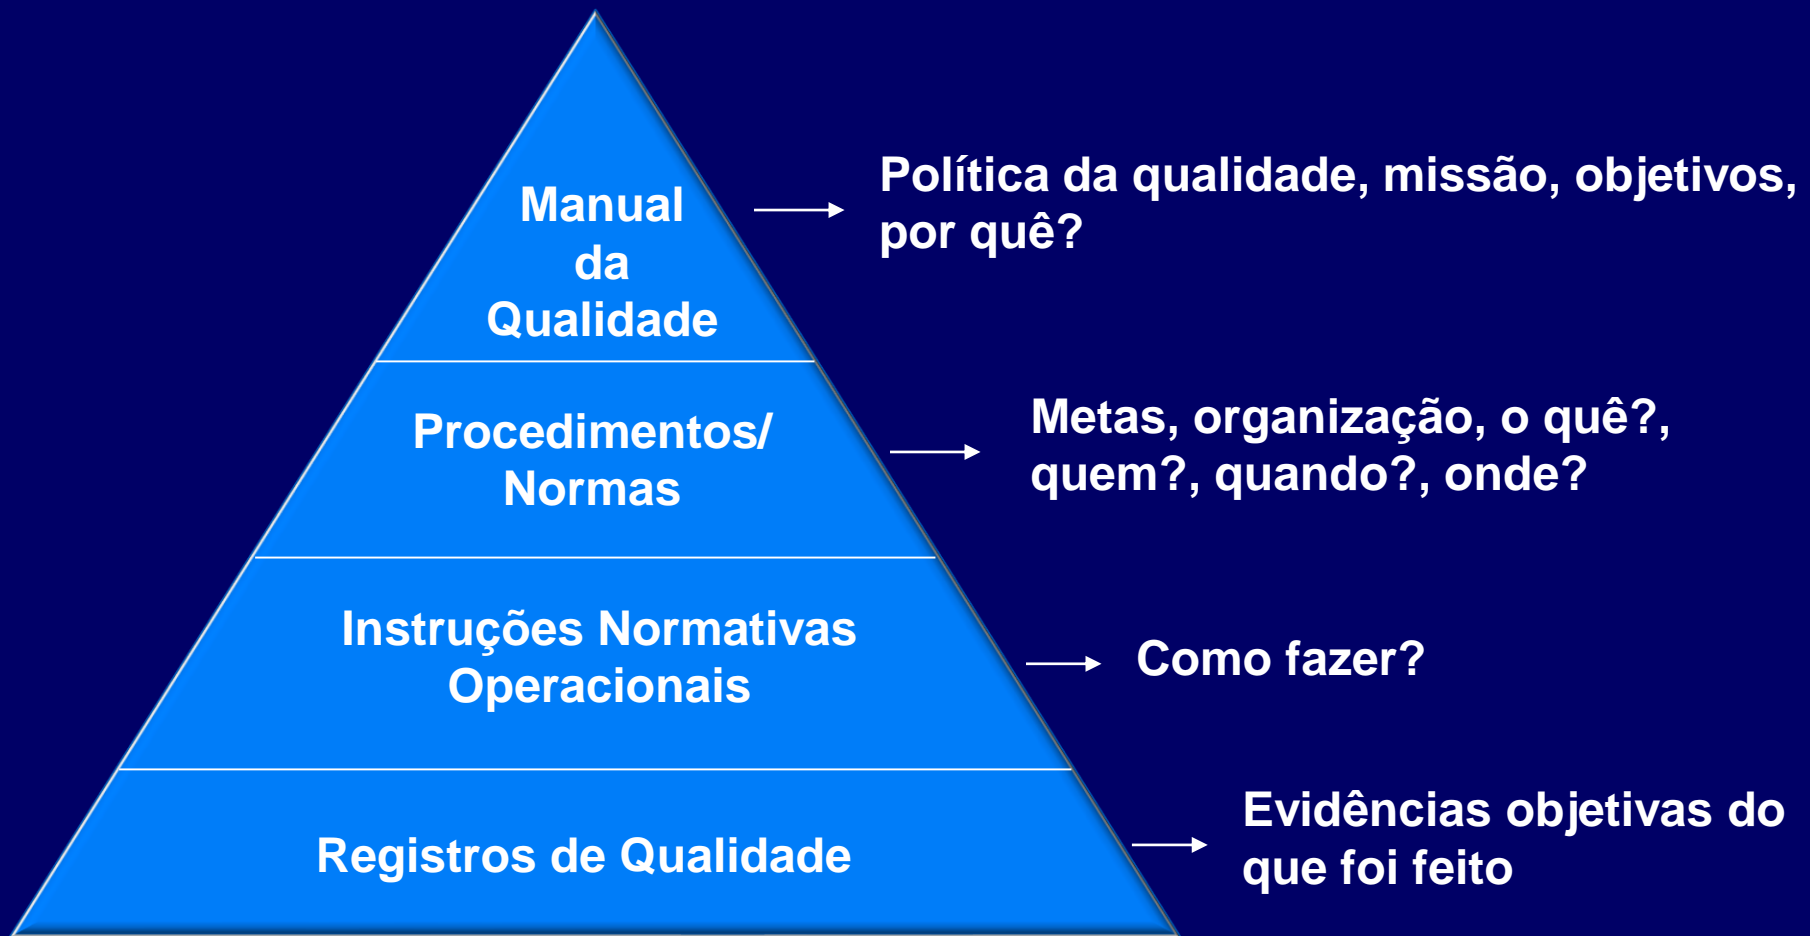 Manual
da
Qualidade
Política da qualidade, missão, objetivos,
por quê?
Procedimentos/
Normas
Metas, organização, o quê?,
quem?, quando?, onde?
Instruções Normativas
Operacionais
Como fazer?
Registros de Qualidade
Evidências objetivas do
que foi feito